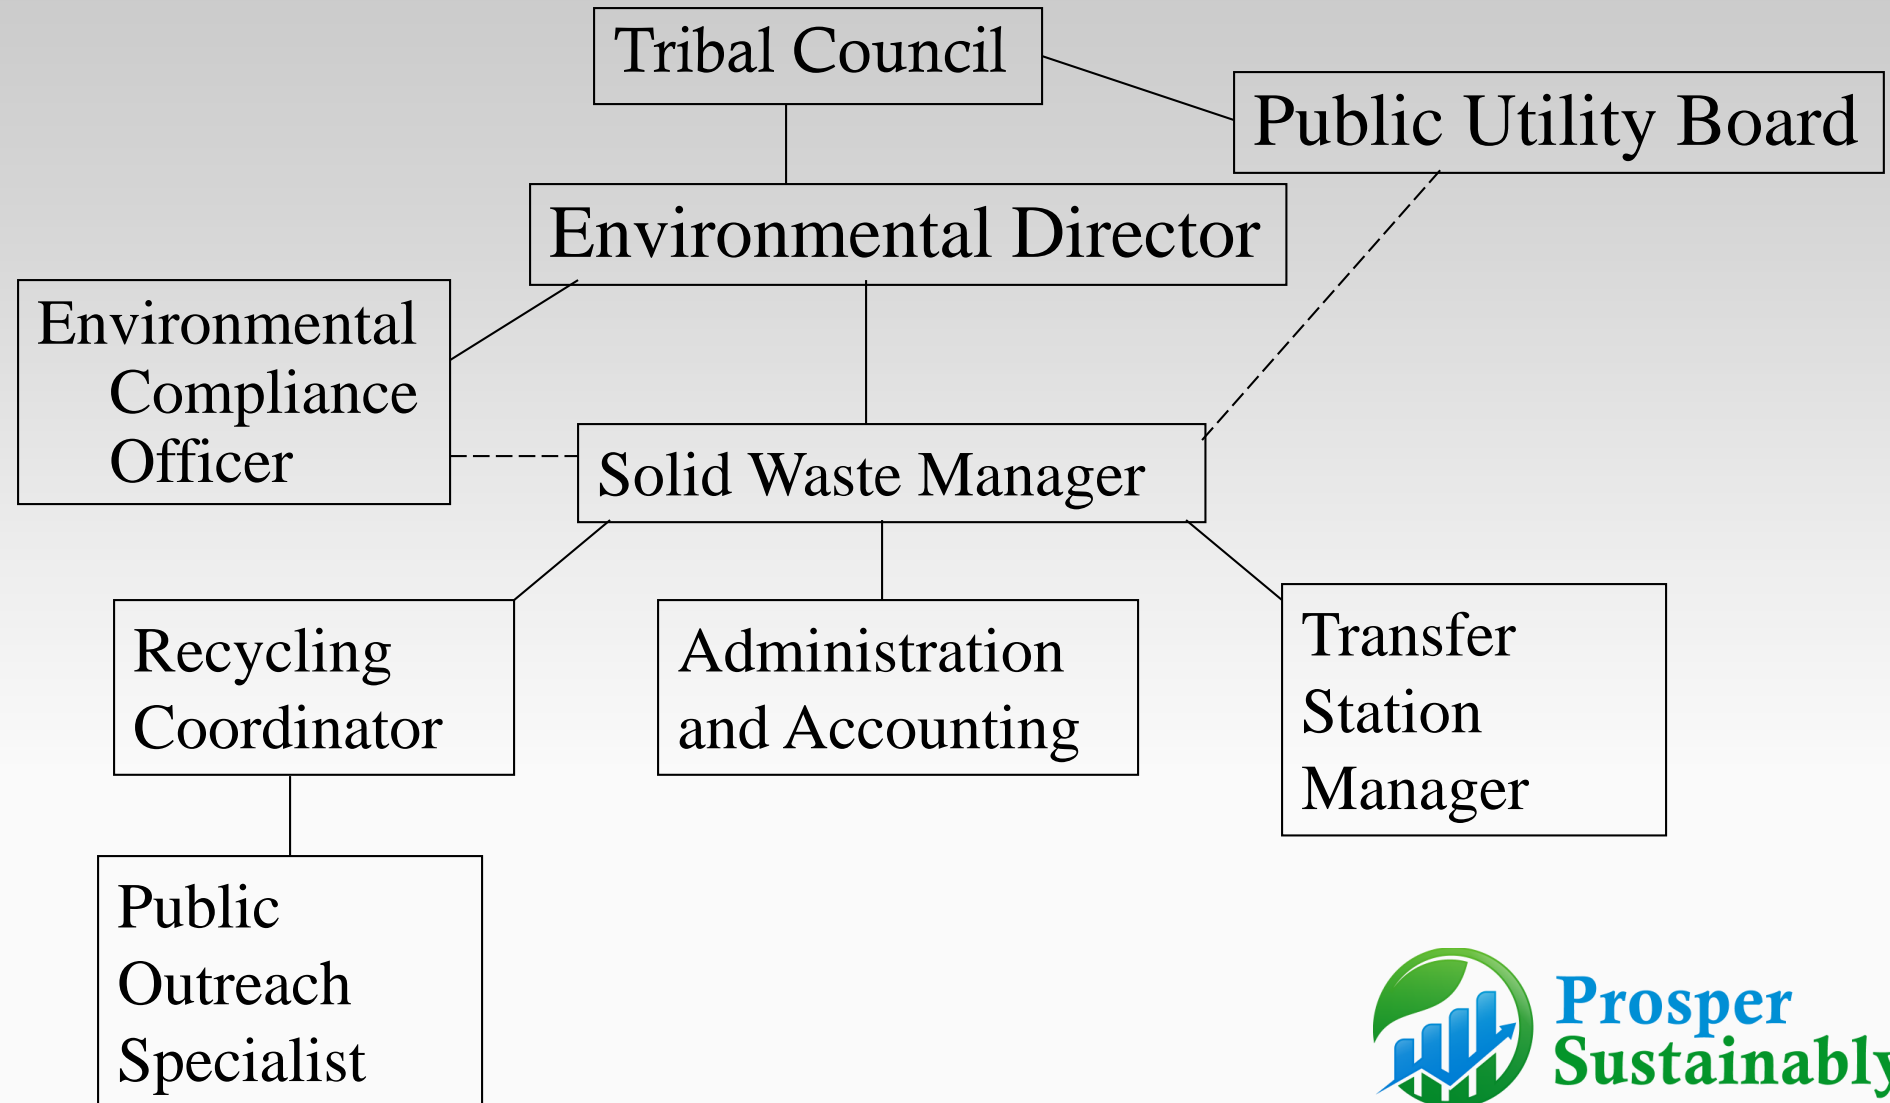 Tribal Council
Public Utility Board
Environmental Director
Environmental
Compliance
Officer
Solid Waste Manager
Recycling
Coordinator
Administration
and Accounting
Transfer
Station
Manager
Public
Outreach
Specialist
Prosper
Sustainably